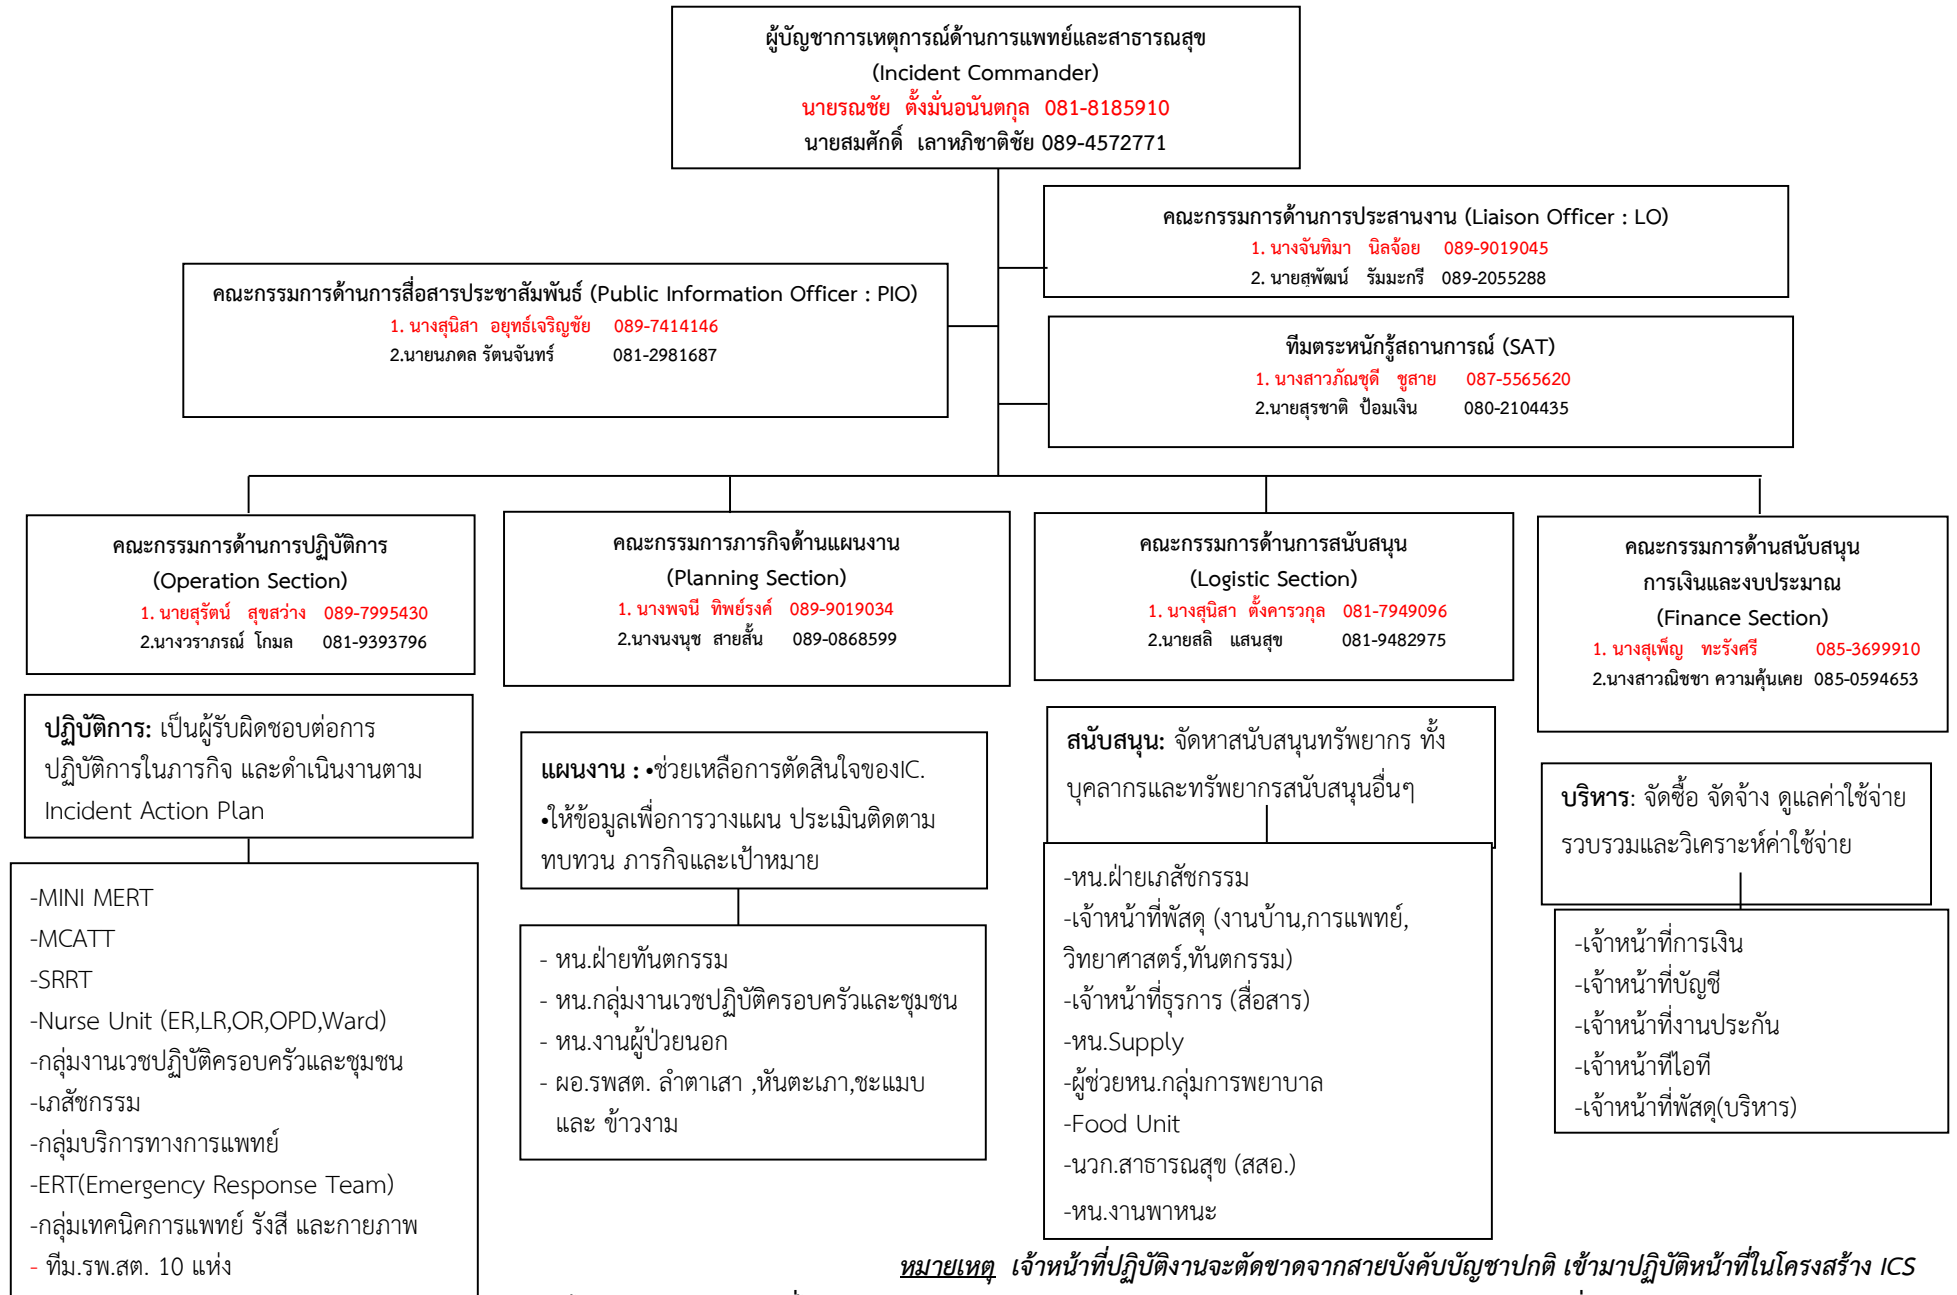 ผู้บัญชาการเหตุการณ์ด้านการแพทย์และสาธารณสุข
(Incident Commander)
นายรณชัย ตั้งมั่นอนันตกุล 081-8185910
นายสมศักดิ์ เลาหภิชาติชัย 089-4572771
คณะกรรมการด้านการประสานงาน (Liaison Officer : LO)
1. นางจันทิมา นิลจ้อย 089-9019045
2. นายสุพัฒน์ รัมมะกรี 089-2055288
คณะกรรมการด้านการสื่อสารประชาสัมพันธ์ (Public Information Officer : PIO)
1. นางสุนิสา อยุทธ์เจริญชัย 089-7414146
2.นายนภดล รัตนจันทร์ 081-2981687
ทีมตระหนักรู้สถานการณ์ (SAT)
1. นางสาวภัณชุดี ชูสาย 087-5565620
2.นายสุรชาติ ป้อมเงิน 080-2104435
คณะกรรมการด้านการปฏิบัติการ
(Operation Section)
1. นายสุรัตน์ สุขสว่าง 089-7995430
2.นางวราภรณ์ โกมล 081-9393796
คณะกรรมการภารกิจด้านแผนงาน
(Planning Section)
1. นางพจนี ทิพย์รงค์ 089-9019034
2.นางนงนุช สายสั้น 089-0868599
คณะกรรมการด้านการสนับสนุน
(Logistic Section)
1. นางสุนิสา ตั้งคารวกุล 081-7949096
2.นายสลิ แสนสุข 081-9482975
คณะกรรมการด้านสนับสนุน
การเงินและงบประมาณ
(Finance Section)
1. นางสุเพ็ญ ทะรังศรี 085-3699910
2.นางสาวณิชชา ความคุ้นเคย 085-0594653
ปฏิบัติการ: เป็นผู้รับผิดชอบต่อการ
ปฏิบัติการในภารกิจ และดำเนินงานตาม
Incident Action Plan
แผนงาน : •ช่วยเหลือการตัดสินใจของIC.
•ให้ข้อมูลเพื่อการวางแผน ประเมินติดตาม
ทบทวน ภารกิจและเป้าหมาย
สนับสนุน: จัดหาสนับสนุนทรัพยากร ทั้ง
บุคลากรและทรัพยากรสนับสนุนอื่นๆ
บริหาร: จัดซื้อ จัดจ้าง ดูแลค่าใช้จ่าย
รวบรวมและวิเคราะห์ค่าใช้จ่าย
-MINI MERT
-MCATT
-SRRT
-Nurse Unit (ER,LR,OR,OPD,Ward)
-กลุ่มงานเวชปฏิบัติครอบครัวและชุมชน
-เภสัชกรรม
-กลุ่มบริการทางการแพทย์
-ERT(Emergency Response Team)
-กลุ่มเทคนิคการแพทย์ รังสี และกายภาพ
- ทีม.รพ.สต. 10 แห่ง
- หน.ฝ่ายทันตกรรม
- หน.กลุ่มงานเวชปฏิบัติครอบครัวและชุมชน
- หน.งานผู้ป่วยนอก
- ผอ.รพสต. ลำตาเสา ,หันตะเภา,ชะแมบ
และ ข้าวงาม
-หน.ฝ่ายเภสัชกรรม
-เจ้าหน้าที่พัสดุ (งานบ้าน,การแพทย์,
วิทยาศาสตร์,ทันตกรรม)
-เจ้าหน้าที่ธุรการ (สื่อสาร)
-หน.Supply
-ผู้ช่วยหน.กลุ่มการพยาบาล
-Food Unit
-นวก.สาธารณสุข (สสอ.)
-หน.งานพาหนะ
-เจ้าหน้าที่การเงิน
-เจ้าหน้าที่บัญชี
-เจ้าหน้าที่งานประกัน
-เจ้าหน้าทีไอที
-เจ้าหน้าที่พัสดุ(บริหาร)
หมายเหตุ เจ้าหน้าที่ปฏิบัติงานจะตัดขาดจากสายบังคับบัญชาปกติ เข้ามาปฏิบัติหน้าที่ในโครงสร้าง ICS